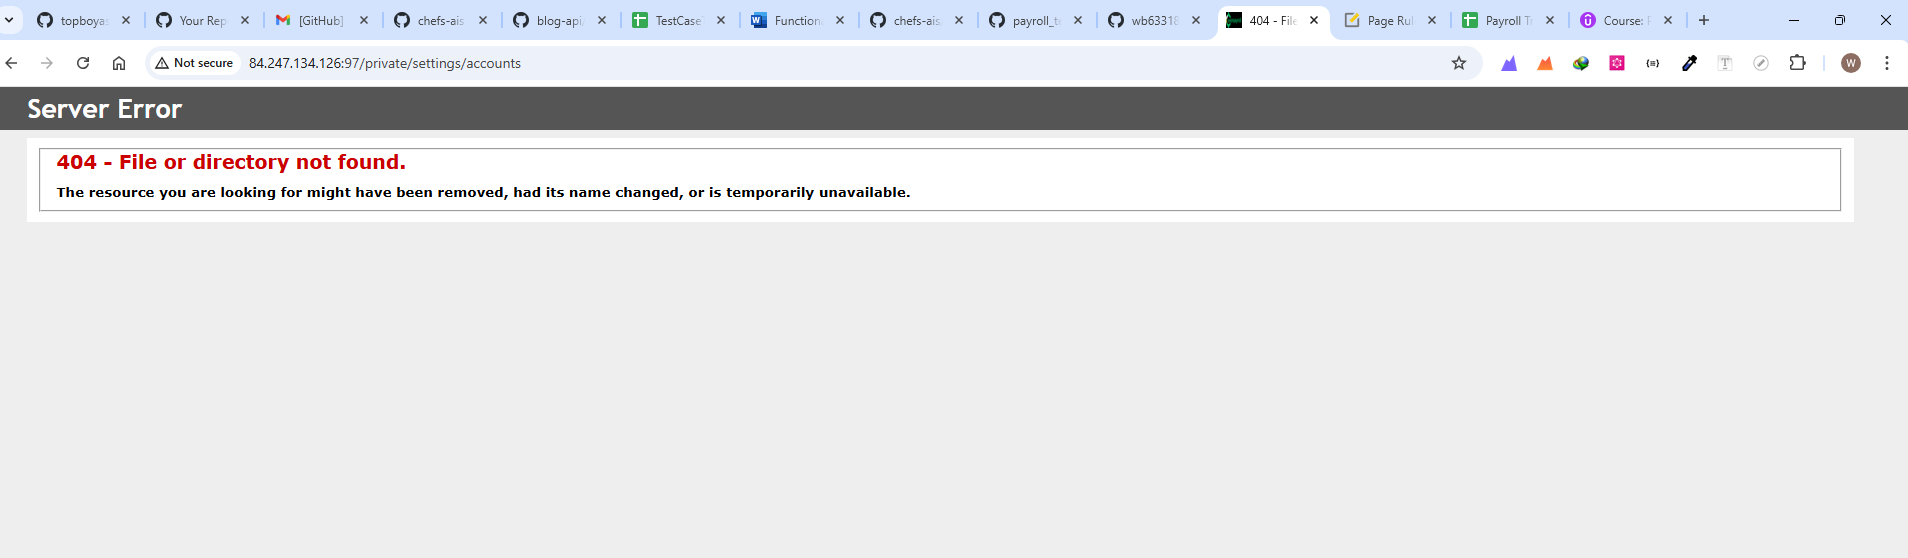 topboyas
Your Rep
[GitHub]
chefs-ais
blog-api/
TestCase
Function
chefs-ais
payroll_te
wb63318
404 - File
Page Rul
Payroll T
Course:
Not secure
84.247.134.126:97/private/settings/accounts
W
Server Error
404 - File or directory not found.
The resource you are looking for might have been removed, had its name changed, or is temporarily unavailable.